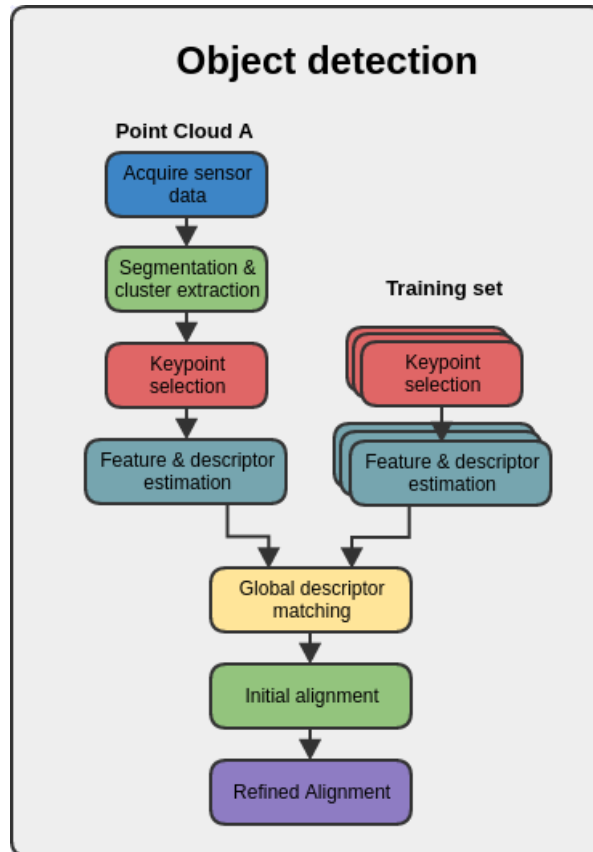 Object detection
Point Cloud A
Acquire sensor
data
Segmentation &
cluster extraction
Keypoint
selection
Feature & descriptor
estimation
Training set
Keypoint
selection
Feature & descriptor
estimation
Global descriptor
matching
Initial alignment
Refined Alignment